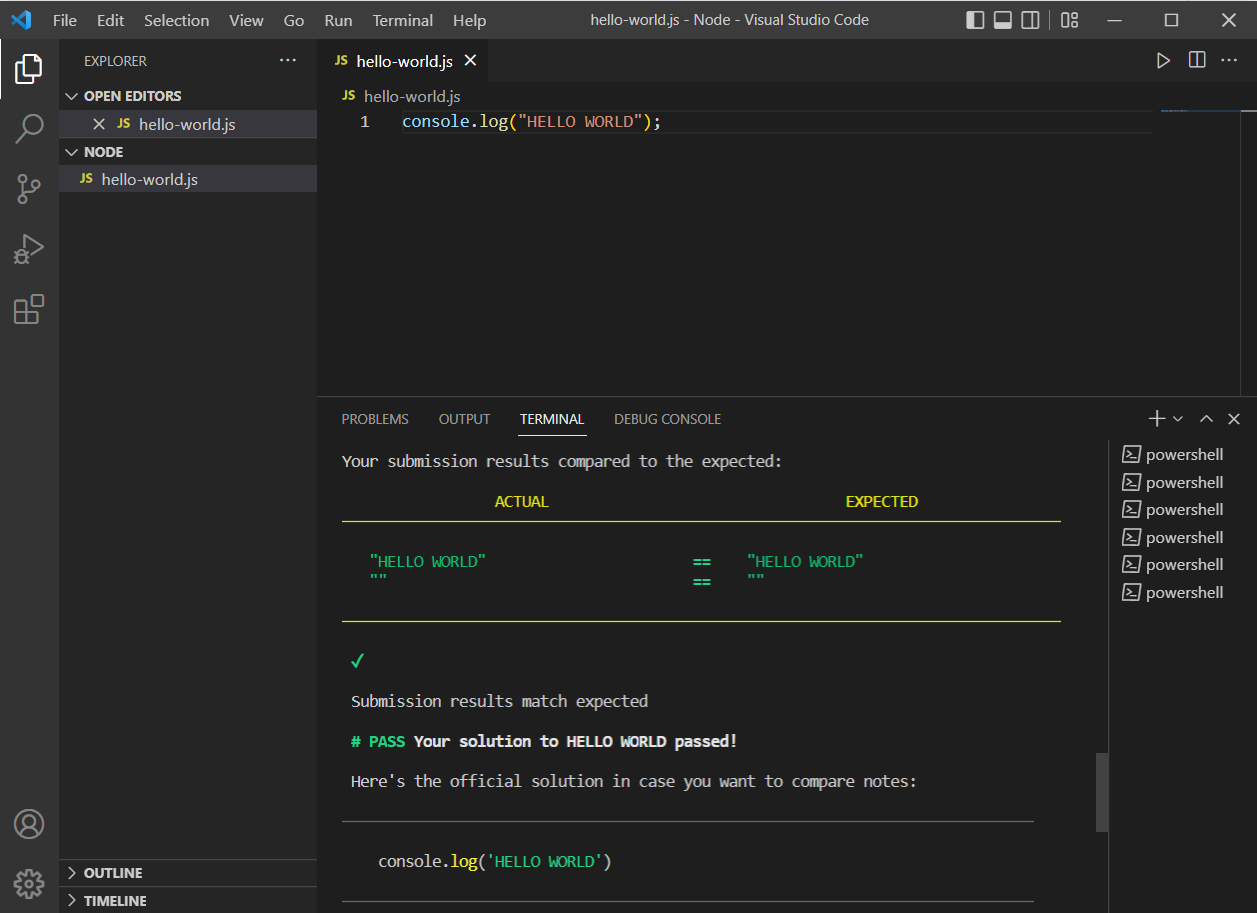 File Edit Selection View Go Run Terminal Help hello-world.js - Node - Visual Studio Code
EXPLORER
OPEN EDITORS
JS hello-world.js
NODE
JS hello-world.js
OUTLINE
TIMELINE
JS hello-world.js
JS hello-world.js
1 console.log("HELLO WORLD");
PROBLEMS OUTPUT TERMINAL DEBUG CONSOLE
Your submission results compared to the expected:
ACTUAL EXPECTED
"HELLO WORLD" == "HELLO WORLD"
"" == ""
✓
Submission results match expected
# PASS Your solution to HELLO WORLD passed!
Here's the official solution in case you want to compare notes:
console.log('HELLO WORLD')
powershell
powershell
powershell
powershell
powershell
powershell